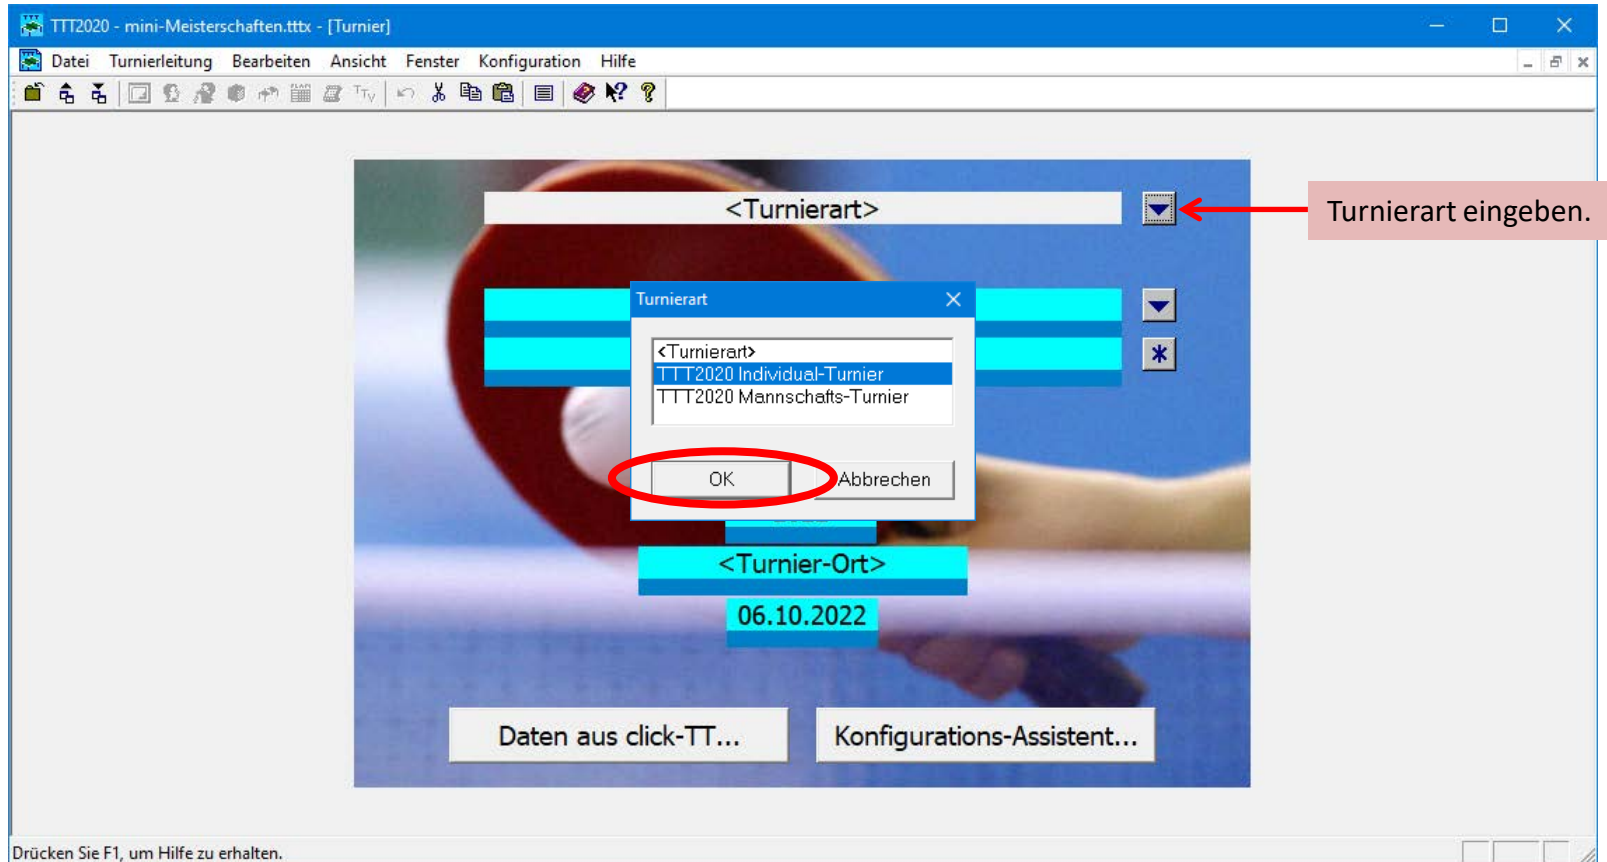 TTT2020 - mini-Meisterschaften.tttx - [Turnier]
Datei Turnierleitung Bearbeiten Ansicht Fenster Konfiguration Hilfe
<Turnierart>
Turnierart eingeben.
Turnierart
<Turnierart>
TTT2020 Individual-Turnier
TTT2020 Mannschafts-Turnier
OK Abbrechen
<Turnier-Ort>
06.10.2022
Daten aus click-TT... Konfigurations-Assistent...
Drücken Sie F1, um Hilfe zu erhalten.